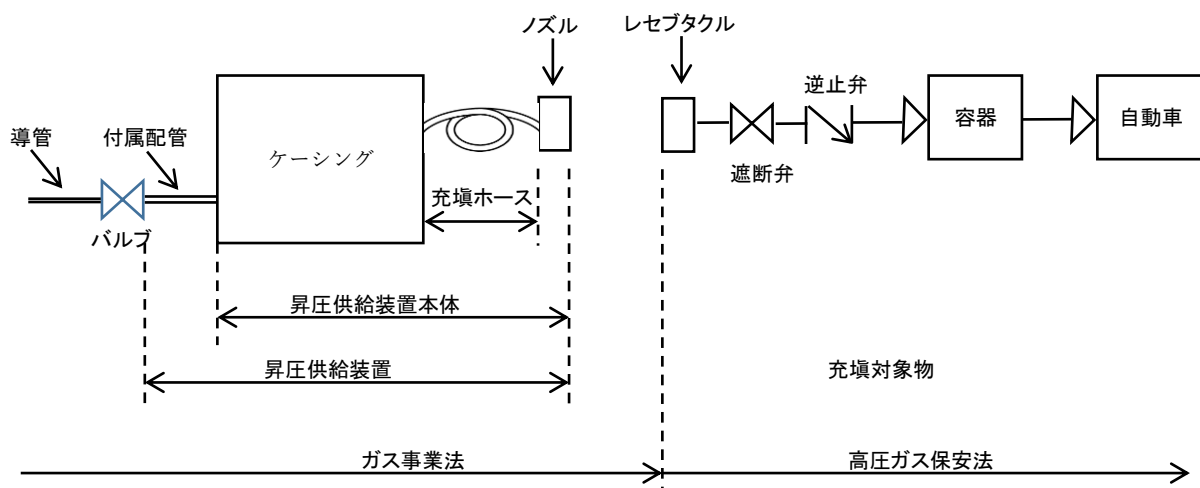 ノズル
レセプタクル
逆止弁
容器
自動車
導管
付属配管
ケーシング
遮断弁
充塡ホース
バルブ
昇圧供給装置本体
昇圧供給装置
充塡対象物
ガス事業法
高圧ガス保安法